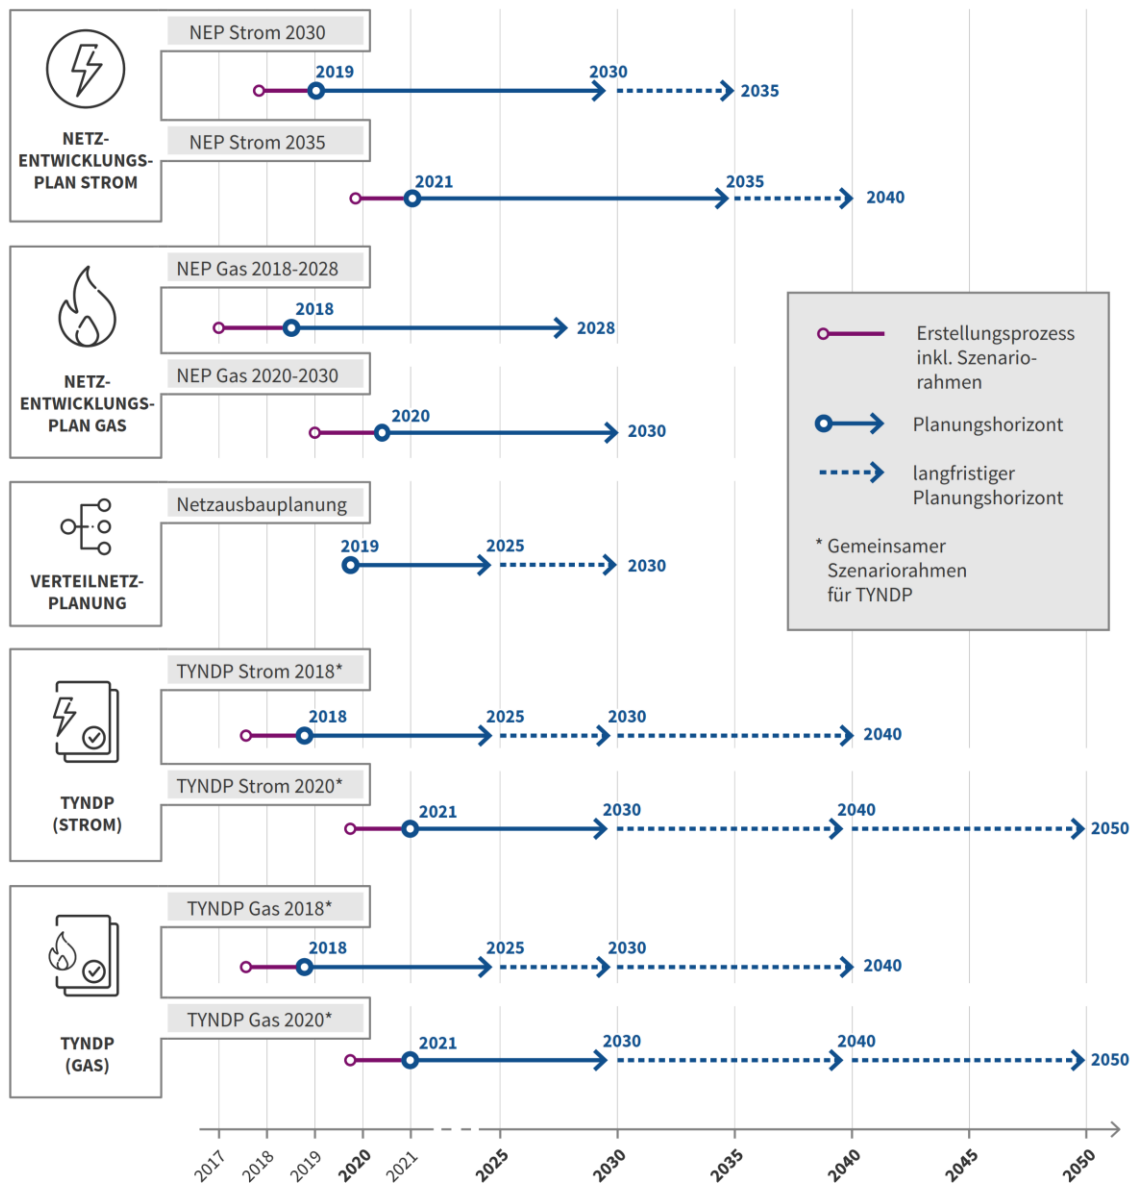 NEP Strom 2030
2019
2030
2035
NETZ-
ENTWICKLUNGS-
PLAN STROM
NEP Strom 2035
2021
2035
2040
NEP Gas 2018-2028
2018
2028
NETZ-
ENTWICKLUNGS-
PLAN GAS
NEP Gas 2020-2030
2020
2030
Erstellungsprozess
inkl. Szenario-
rahmen
Planungshorizont
langfristiger
Planungshorizont
* Gemeinsamer
Szenariorahmen
für TYNDP
Netzausbauplanung
2019
2025
2030
VERTEILNETZ-
PLANUNG
TYNDP Strom 2018*
2018
2025
2030
2040
TYNDP
(STROM)
TYNDP Strom 2020*
2021
2030
2040
2050
TYNDP Gas 2018*
2018
2025
2030
2040
TYNDP
(GAS)
TYNDP Gas 2020*
2021
2030
2040
2050
2017
2018
2019
2020
2021
2025
2030
2035
2040
2045
2050